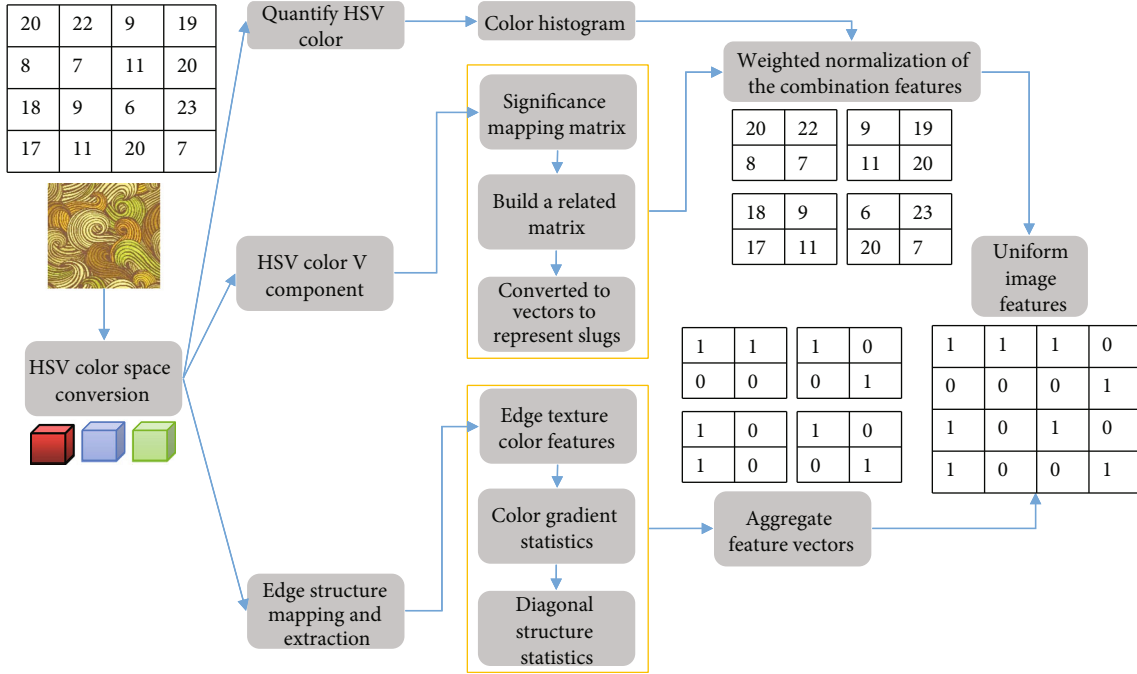 20 22 9 19
8 7 11 20
18 9 6 23
17 11 20 7
HSV color space
conversion
Quantify HSV
color
HSV color V
component
Edge structure
mapping and
extraction
Color histogram
Significance
mapping matrix
Build a related
matrix
Converted to
vectors to
represent slugs
Edge texture
color features
Color gradient
statistics
Diagonal
structure
statistics
Weighted normalization of
the combination features
20 22 9 19
8 7 11 20
18 9 6 23
17 11 20 7
1 1 1 0
0 0 0 1
1 0 1 0
1 0 0 1
Aggregate
feature vectors
Uniform
image
features
1 1 1 0
0 0 0 1
1 0 1 0
1 0 0 1